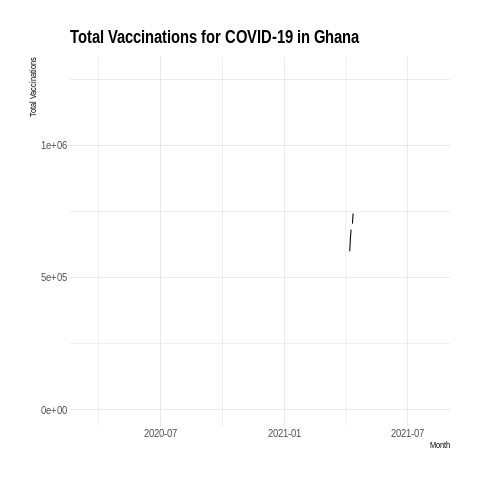 Total Vaccinations for COVID-19 in Ghana
Total Vaccinations
1e+06
5e+05
0e+00
2020-07
2021-01
2021-07
Month